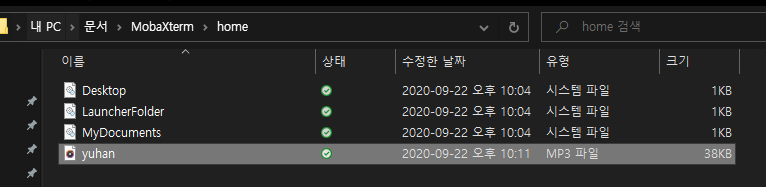 내 PC > 문서 > MobaXterm > home
home 검색
이름 상태 수정한 날짜 유형 크기
Desktop 2020-09-22 오후 10:04 시스템 파일 1KB
LauncherFolder 2020-09-22 오후 10:04 시스템 파일 1KB
MyDocuments 2020-09-22 오후 10:04 시스템 파일 1KB
yuhan 2020-09-22 오후 10:11 MP3 파일 38KB